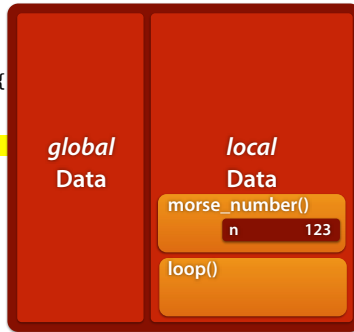 {
global
Data
local
Data
morse_number()
n 123
loop()